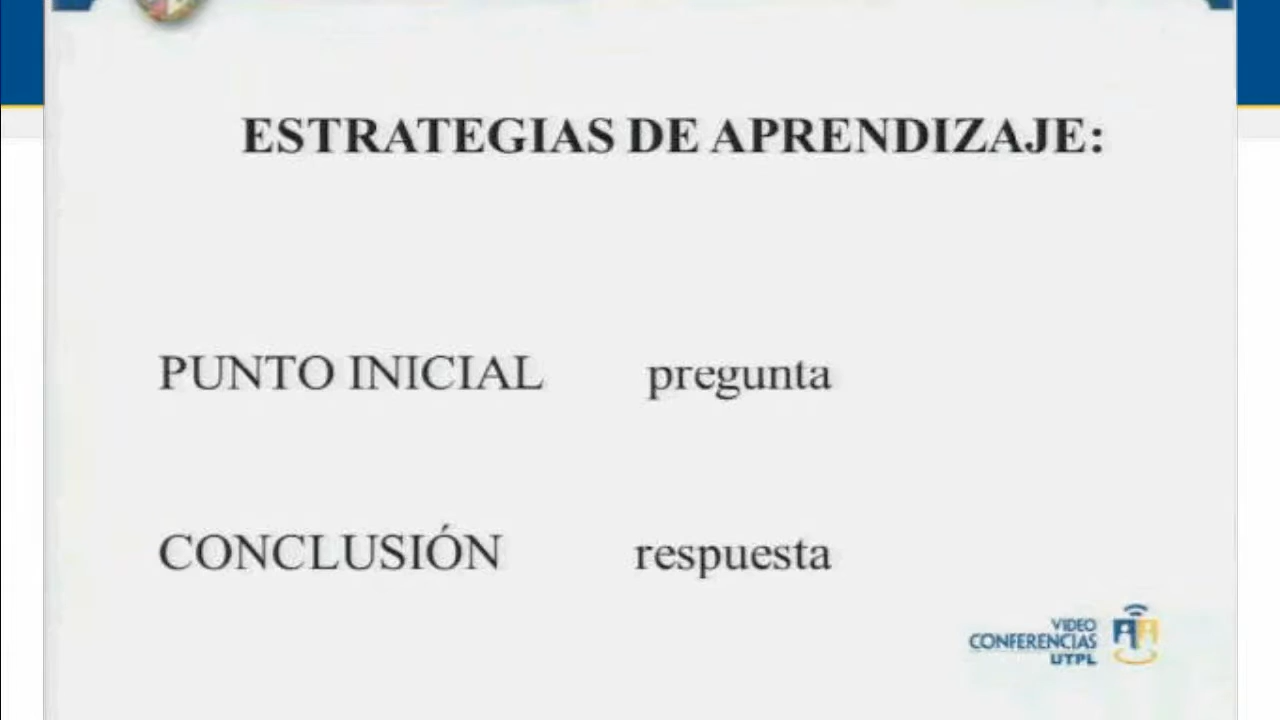 ESTRATEGIAS DE APRENDIZAJE:
PUNTO INICIAL pregunta
CONCLUSIÓN respuesta
VIDEO
CONFERENCIAS
UTPL